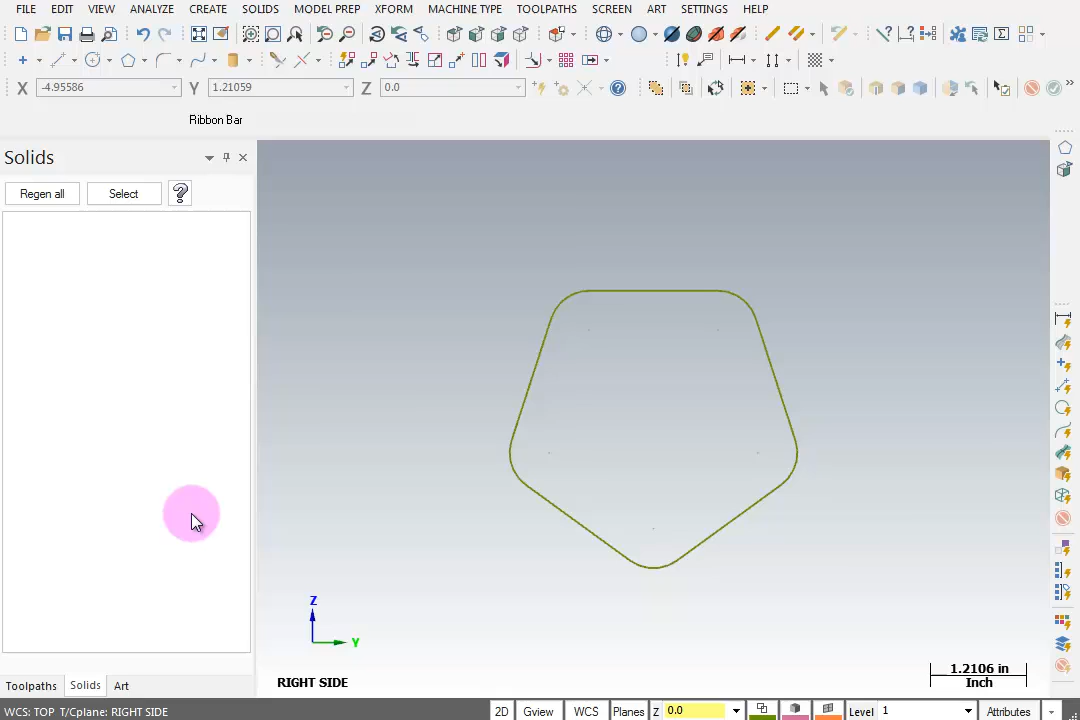 FILE EDIT VIEW ANALYZE CREATE SOLIDS MODEL PREP XFORM MACHINE TYPE TOOLPATHS SCREEN ART SETTINGS HELP
X -4.95586 Y 1.21059 Z 0.0
Ribbon Bar
Solids
Regen all Select
Z
Y
RIGHT SIDE
1.2106 in
Inch
Toolpaths Solids Art
WCS: TOP T/Cplane: RIGHT SIDE 2D Gview WCS Planes Z 0.0 Level 1 Attributes